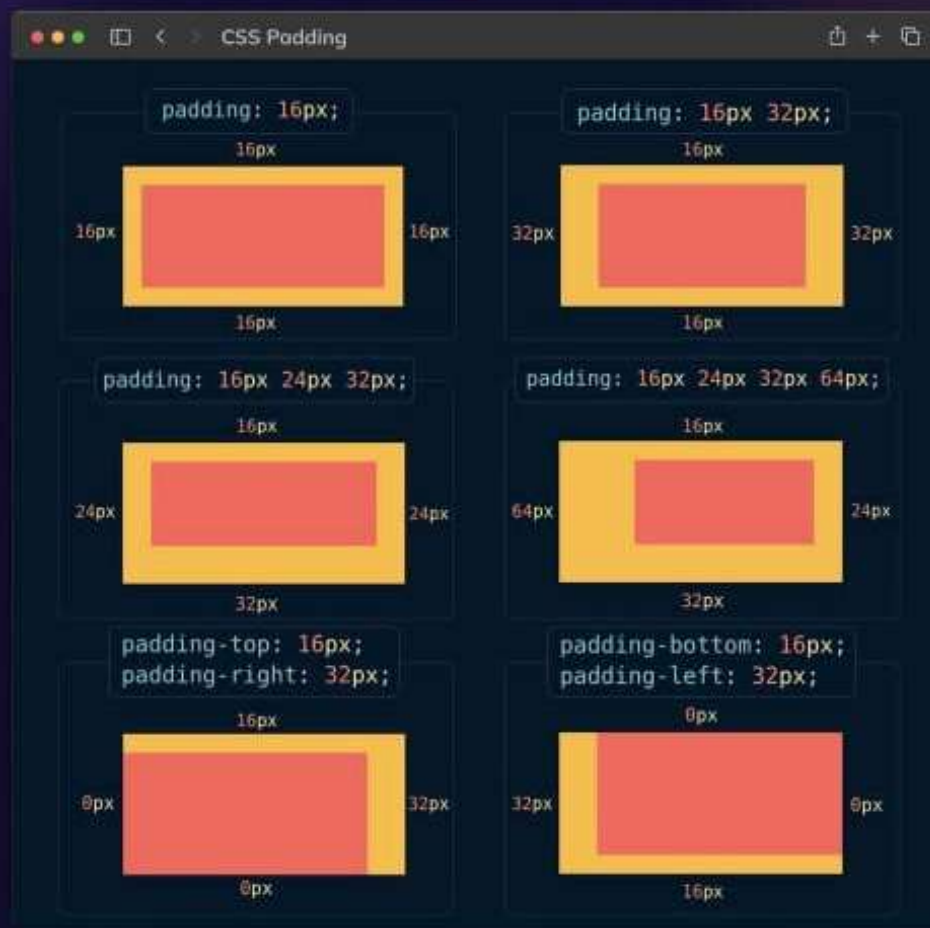 CSS Padding
padding: 16px;
16px
16px
16px
16px
padding: 16px 32px;
16px
32px
32px
16px
padding: 16px 24px 32px;
16px
24px
24px
32px
padding: 16px 24px 32px 64px;
16px
64px
24px
32px
padding-top: 16px;
padding-right: 32px;
16px
0px
32px
0px
padding-bottom: 16px;
padding-left: 32px;
0px
32px
0px
16px